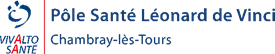 Pôle Santé Léonard de Vinci
VIVALTO
SANTÉ
Chambray-lès-Tours